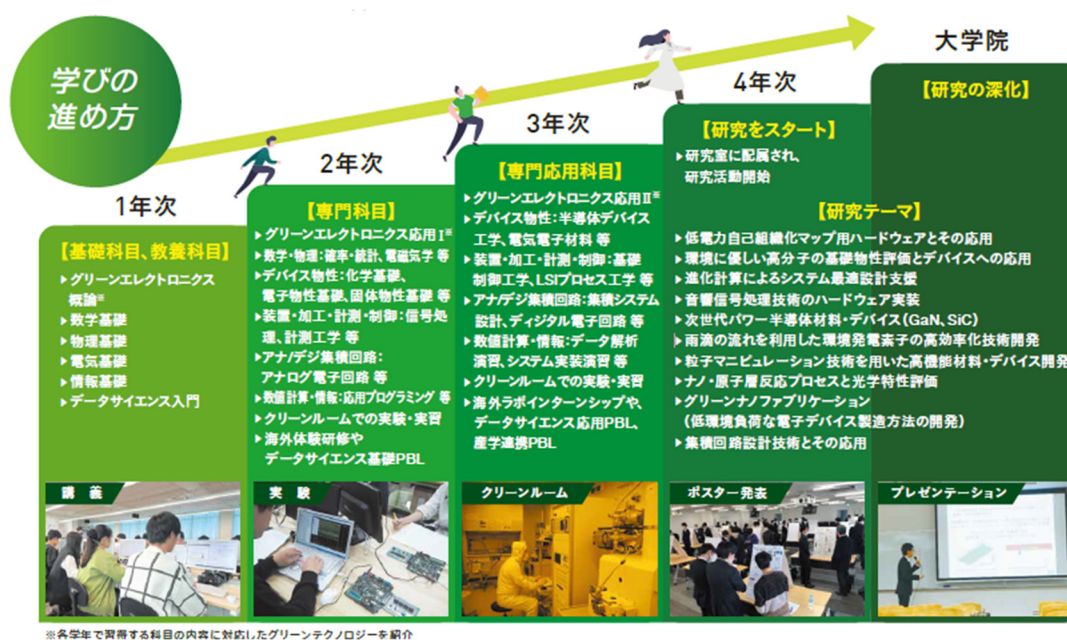 学びの
進め方
1年次
【基礎科目、教養科目】
▶グリーンエレクトロニクス
概論※
▶数学基礎
▶物理基礎
▶電気基礎
▶情報基礎
▶データサイエンス入門
講義
2年次
【専門科目】
▶グリーンエレクトロニクス応用Ⅰ※
▶数学・物理:確率・統計、電磁気学 等
▶デバイス物性:化学基礎、
電子物性基礎、固体物性基礎 等
▶装置・加工・計測・制御:信号処
理、計測工学 等
▶アナ/デジ集積回路:
アナログ電子回路 等
▶数値計算・情報:応用プログラミング 等
▶クリーンルームでの実験・実習
▶海外体験研修や
データサイエンス基礎PBL
実験
3年次
【専門応用科目】
▶グリーンエレクトロニクス応用Ⅱ※
▶デバイス物性:半導体デバイス
工学、電気電子材料 等
▶装置・加工・計測・制御:基礎
制御工学、LSIプロセス工学 等
▶アナ/デジ集積回路:集積システム
設計、ディジタル電子回路 等
▶数値計算・情報:データ解析
演習、システム実装演習 等
▶クリーンルームでの実験・実習
▶海外ラボインターンシップや、
データサイエンス応用PBL、
産学連携PBL
クリーンルーム
4年次
【研究をスタート】
▶研究室に配属され、
研究活動開始
大学院
【研究の深化】
【研究テーマ】
▶低電力自己組織化マップ用ハードウェアとその応用
▶環境に優しい高分子の基礎物性評価とデバイスへの応用
▶進化計算によるシステム最適設計支援
▶音響信号処理技術のハードウェア実装
▶次世代パワー半導体材料・デバイス(GaN、SiC)
▶雨滴の流れを利用した環境発電素子の高効率化技術開発
▶粒子マニピュレーション技術を用いた高機能材料・デバイス開発
▶ナノ・原子層反応プロセスと光学特性評価
▶グリーンナノファブリケーション
(低環境負荷な電子デバイス製造方法の開発)
▶集積回路設計技術とその応用
ポスター発表
プレゼンテーション
※各学年で習得する科目の内容に対応したグリーンテクノロジーを紹介